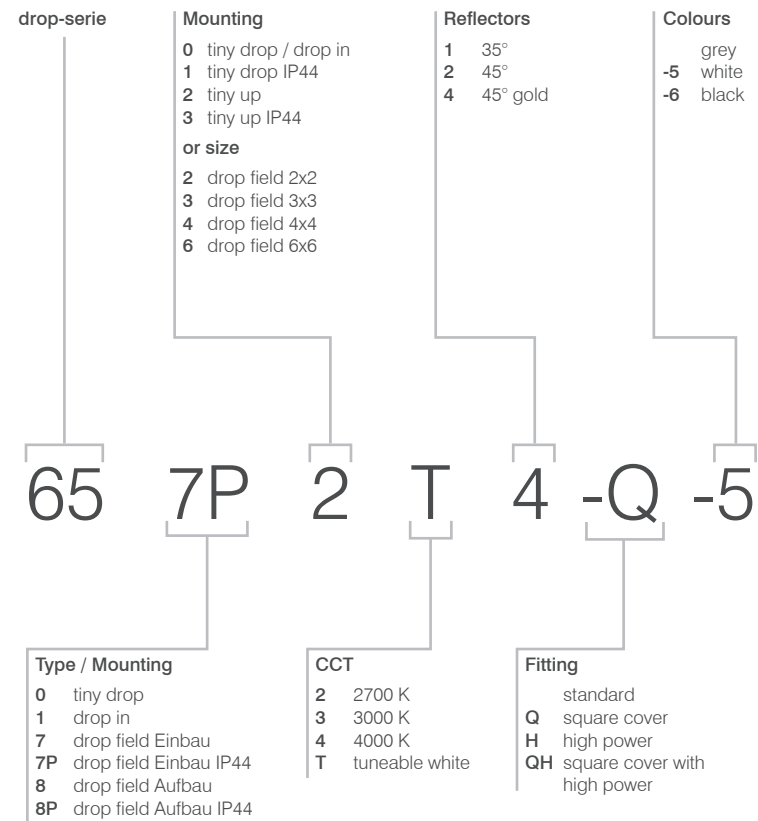 drop-serie
Mounting
0 tiny drop / drop in
1 tiny drop IP44
2 tiny up
3 tiny up IP44
or size
2 drop field 2x2
3 drop field 3x3
4 drop field 4x4
6 drop field 6x6
Reflectors
1 35°
2 45°
4 45° gold
Colours
grey
-5 white
-6 black
65 7P 2 T 4 -Q -5
Type / Mounting
0 tiny drop
1 drop in
7 drop field Einbau
7P drop field Einbau IP44
8 drop field Aufbau
8P drop field Aufbau IP44
CCT
2 2700 K
3 3000 K
4 4000 K
T tuneable white
Fitting
standard
Q square cover
H high power
QH square cover with
high power